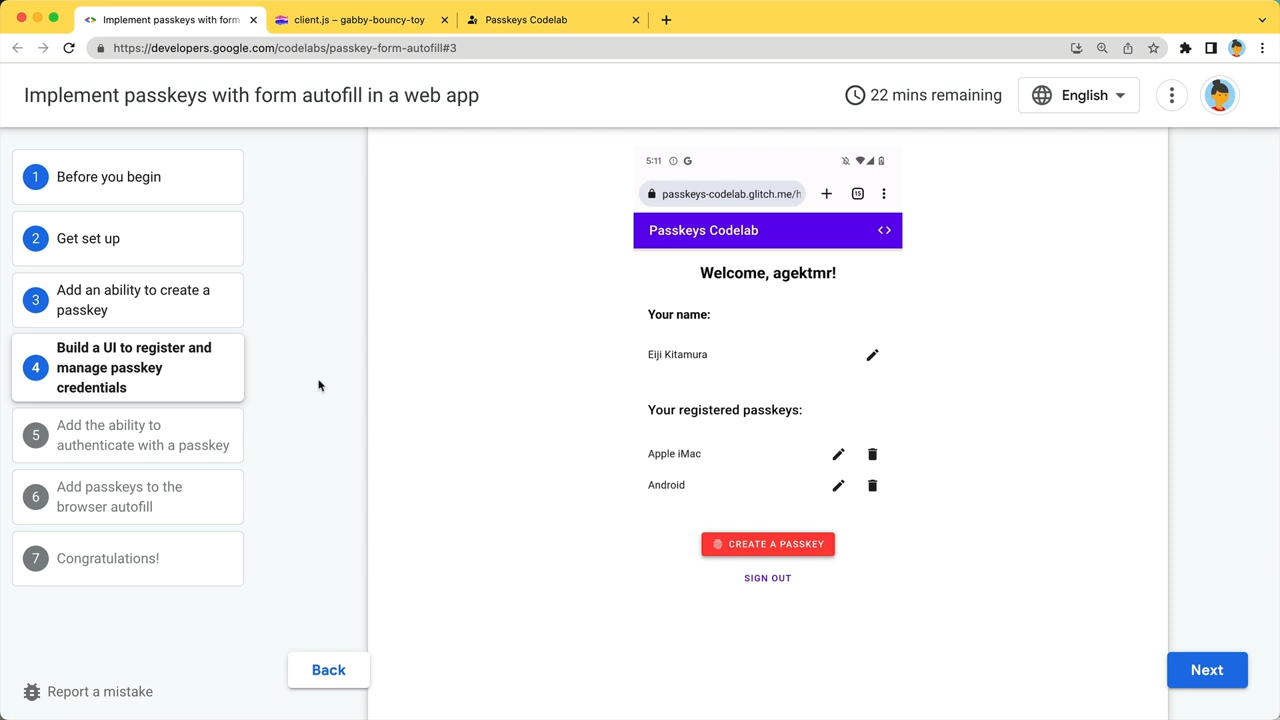 Implement passkeys with form
client.js – gabby-bouncy-toy
Passkeys Codelab
https://developers.google.com/codelabs/passkey-form-autofill#3
Implement passkeys with form autofill in a web app
22 mins remaining
English
1 Before you begin
2 Get set up
3 Add an ability to create a
passkey
4 Build a UI to register and
manage passkey
credentials
5 Add the ability to
authenticate with a passkey
6 Add passkeys to the
browser autofill
7 Congratulations!
Report a mistake
Back
5:11
passkeys-codelab.glitch.me/h
15
Passkeys Codelab
Welcome, agektmr!
Your name:
Eiji Kitamura
Your registered passkeys:
Apple iMac
Android
CREATE A PASSKEY
SIGN OUT
Next